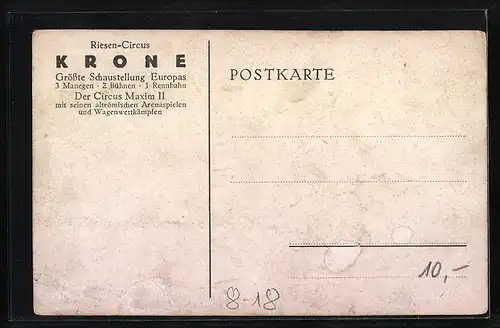 Riesen-Circus
KRONE
Größte Schaustellung Europas
3 Manegen · 2 Bühnen · 1 Rennbahn
Der Circus Maxim II
mit seinen altrömischen Arenaspielen
und Wagenwettkämpfen
POSTKARTE
10,-
8-18